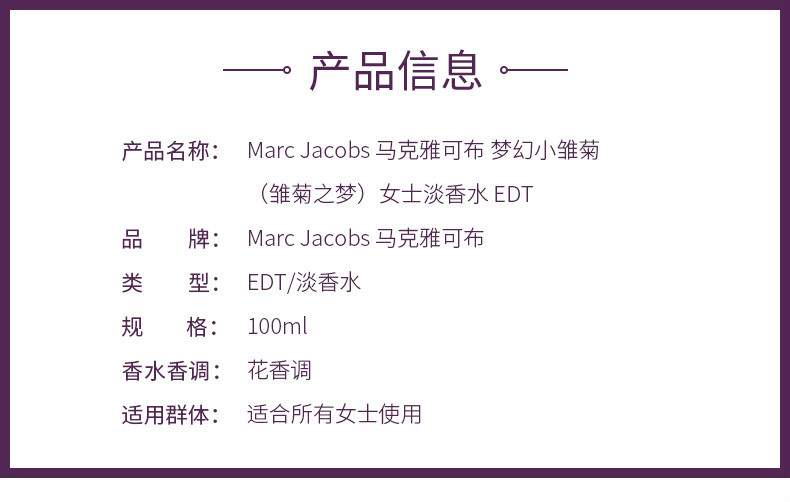 产品信息
产品名称： Marc Jacobs 马克雅可布 梦幻小雏菊
（雏菊之梦）女士淡香水 EDT
品 牌： Marc Jacobs 马克雅可布
类 型： EDT/淡香水
规 格： 100ml
香水香调： 花香调
适用群体： 适合所有女士使用